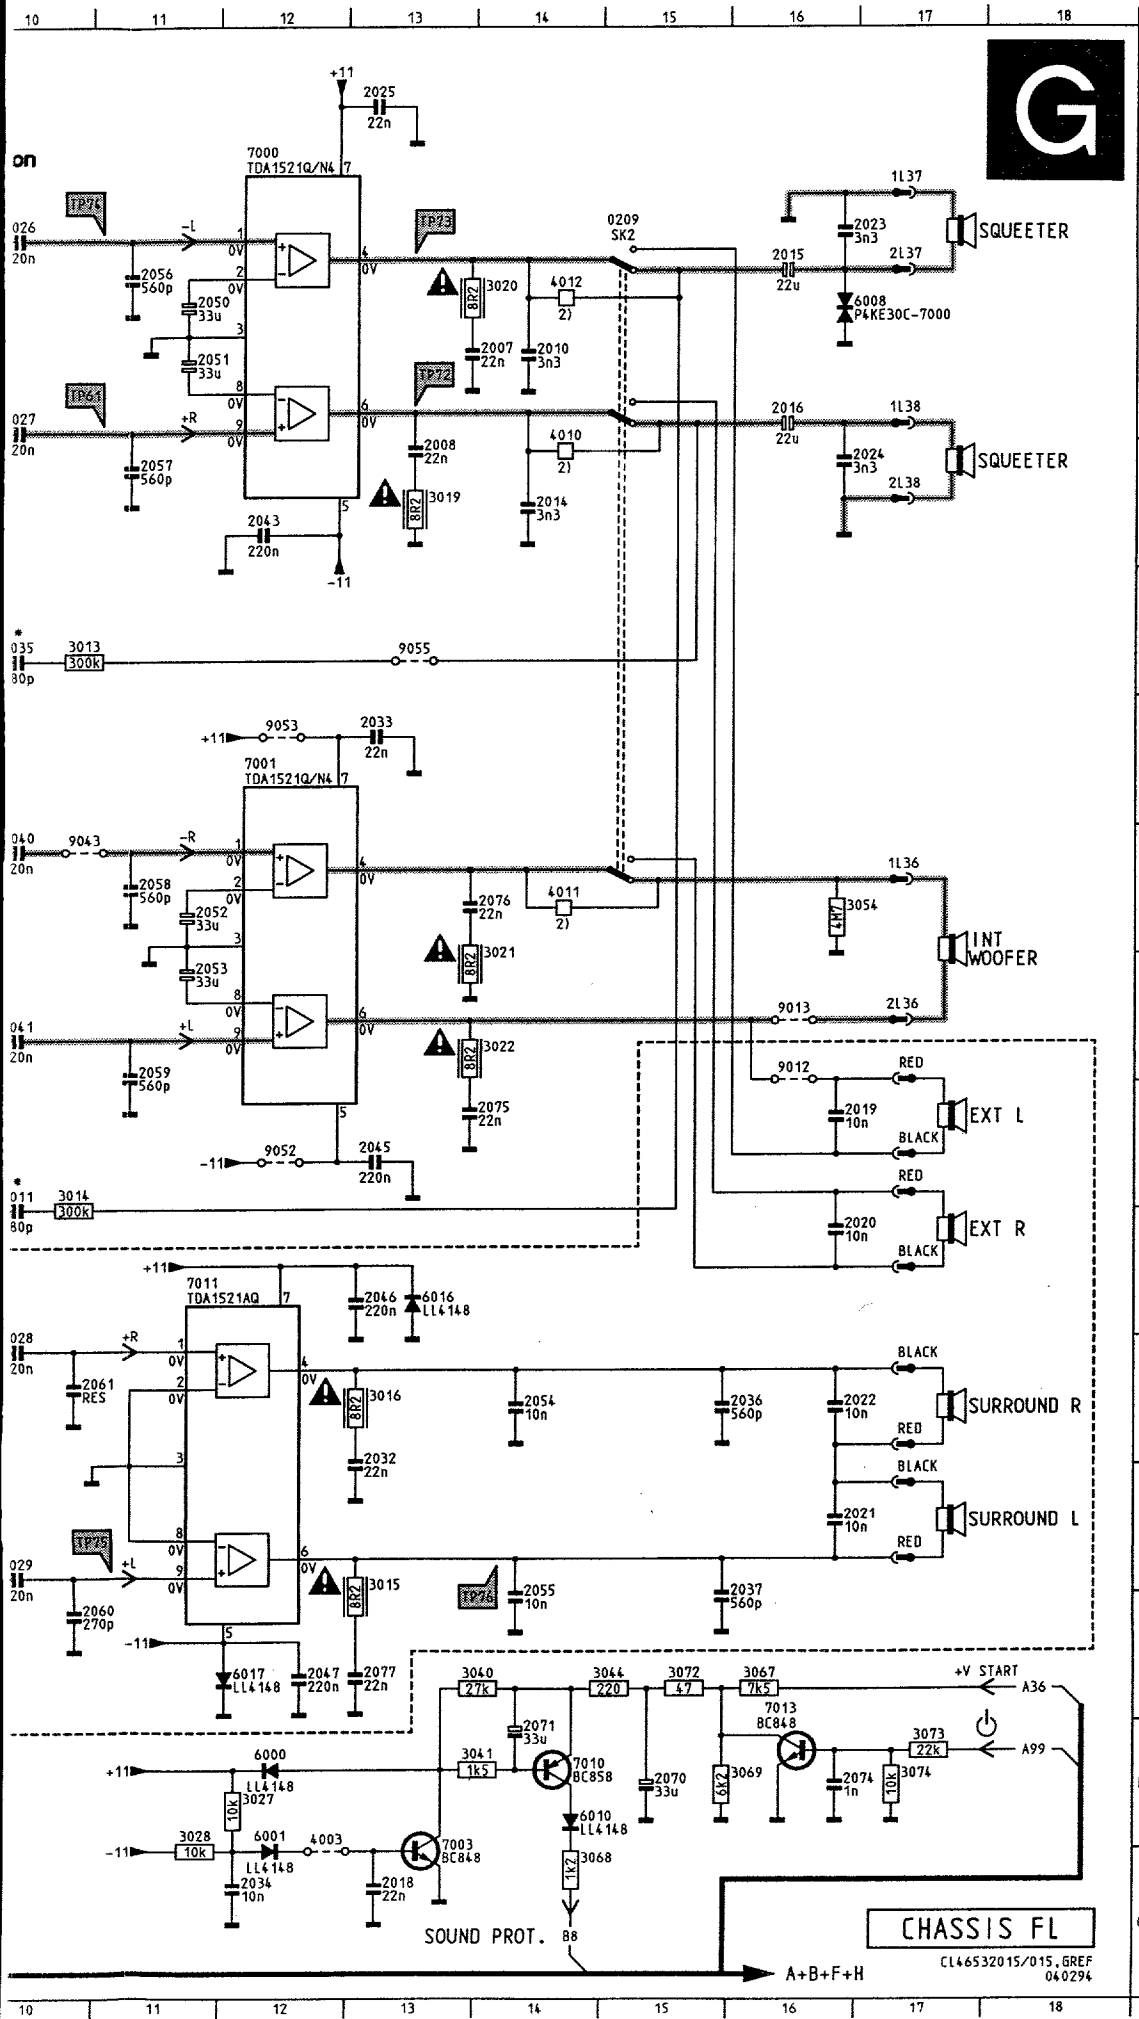 10 11 12 13 14 15 16 17 18
G
on
+11
2025
22n
7000
TDA1521Q/N4
7
TP74
026
20n
-L
1
0V
2056
560p
2
0V
2050
33u
3
2051
33u
8
0V
TP61
027
20n
+R
9
0V
2057
560p
4
0V
TP73
3020
8R2
2007
22n
2010
3n3
4012
2)
0209
SK2
6
0V
TP72
2008
22n
3019
8R2
2014
3n3
4010
2)
5
2043
220n
-11
2015
22u
1L37
2023
3n3
2L37
SQUEETER
6008
P4KE30C-7000
2016
22u
1L38
2024
3n3
2L38
SQUEETER
*
035
80p
3013
300k
9055
+11
9053
2033
22n
7001
TDA1521Q/N4
7
040
20n
9043
-R
1
0V
2058
560p
2
0V
2052
33u
3
2053
33u
8
0V
041
20n
+L
9
0V
2059
560p
4
0V
2076
22n
3021
8R2
4011
2)
6
0V
3022
8R2
2075
22n
5
-11
9052
2045
220n
1L36
3054
4M7
INT
WOOFER
2L36
9013
9012
RED
2019
10n
BLACK
EXT L
RED
2020
10n
BLACK
EXT R
*
011
80p
3014
300k
+11
7011
TDA1521AQ
7
2046
220n
6016
LL4148
028
20n
+R
1
0V
2061
RES
2
0V
3
8
0V
TP75
029
20n
+L
9
0V
2060
270p
4
0V
3016
8R2
2032
22n
2054
10n
2036
560p
2022
10n
BLACK
RED
SURROUND R
BLACK
2021
10n
RED
SURROUND L
6
0V
3015
8R2
TP76
2055
10n
2037
560p
5
-11
6017
LL4148
2047
220n
2077
22n
3040
27k
3044
220
3072
47
3067
7k5
+V START
A36
2071
33u
7013
BC848
3073
22k
A99
+11
6000
LL4148
3041
1k5
7010
BC858
2070
33u
3069
6k2
2074
1n
3074
10k
3027
10k
6010
LL4148
-11
3028
10k
6001
LL4148
4003
7003
BC848
3068
1k2
2034
10n
2018
22n
SOUND PROT.
B8
CHASSIS FL
CL46532015/015.GREF
040294
A+B+F+H
10 11 12 13 14 15 16 17 18